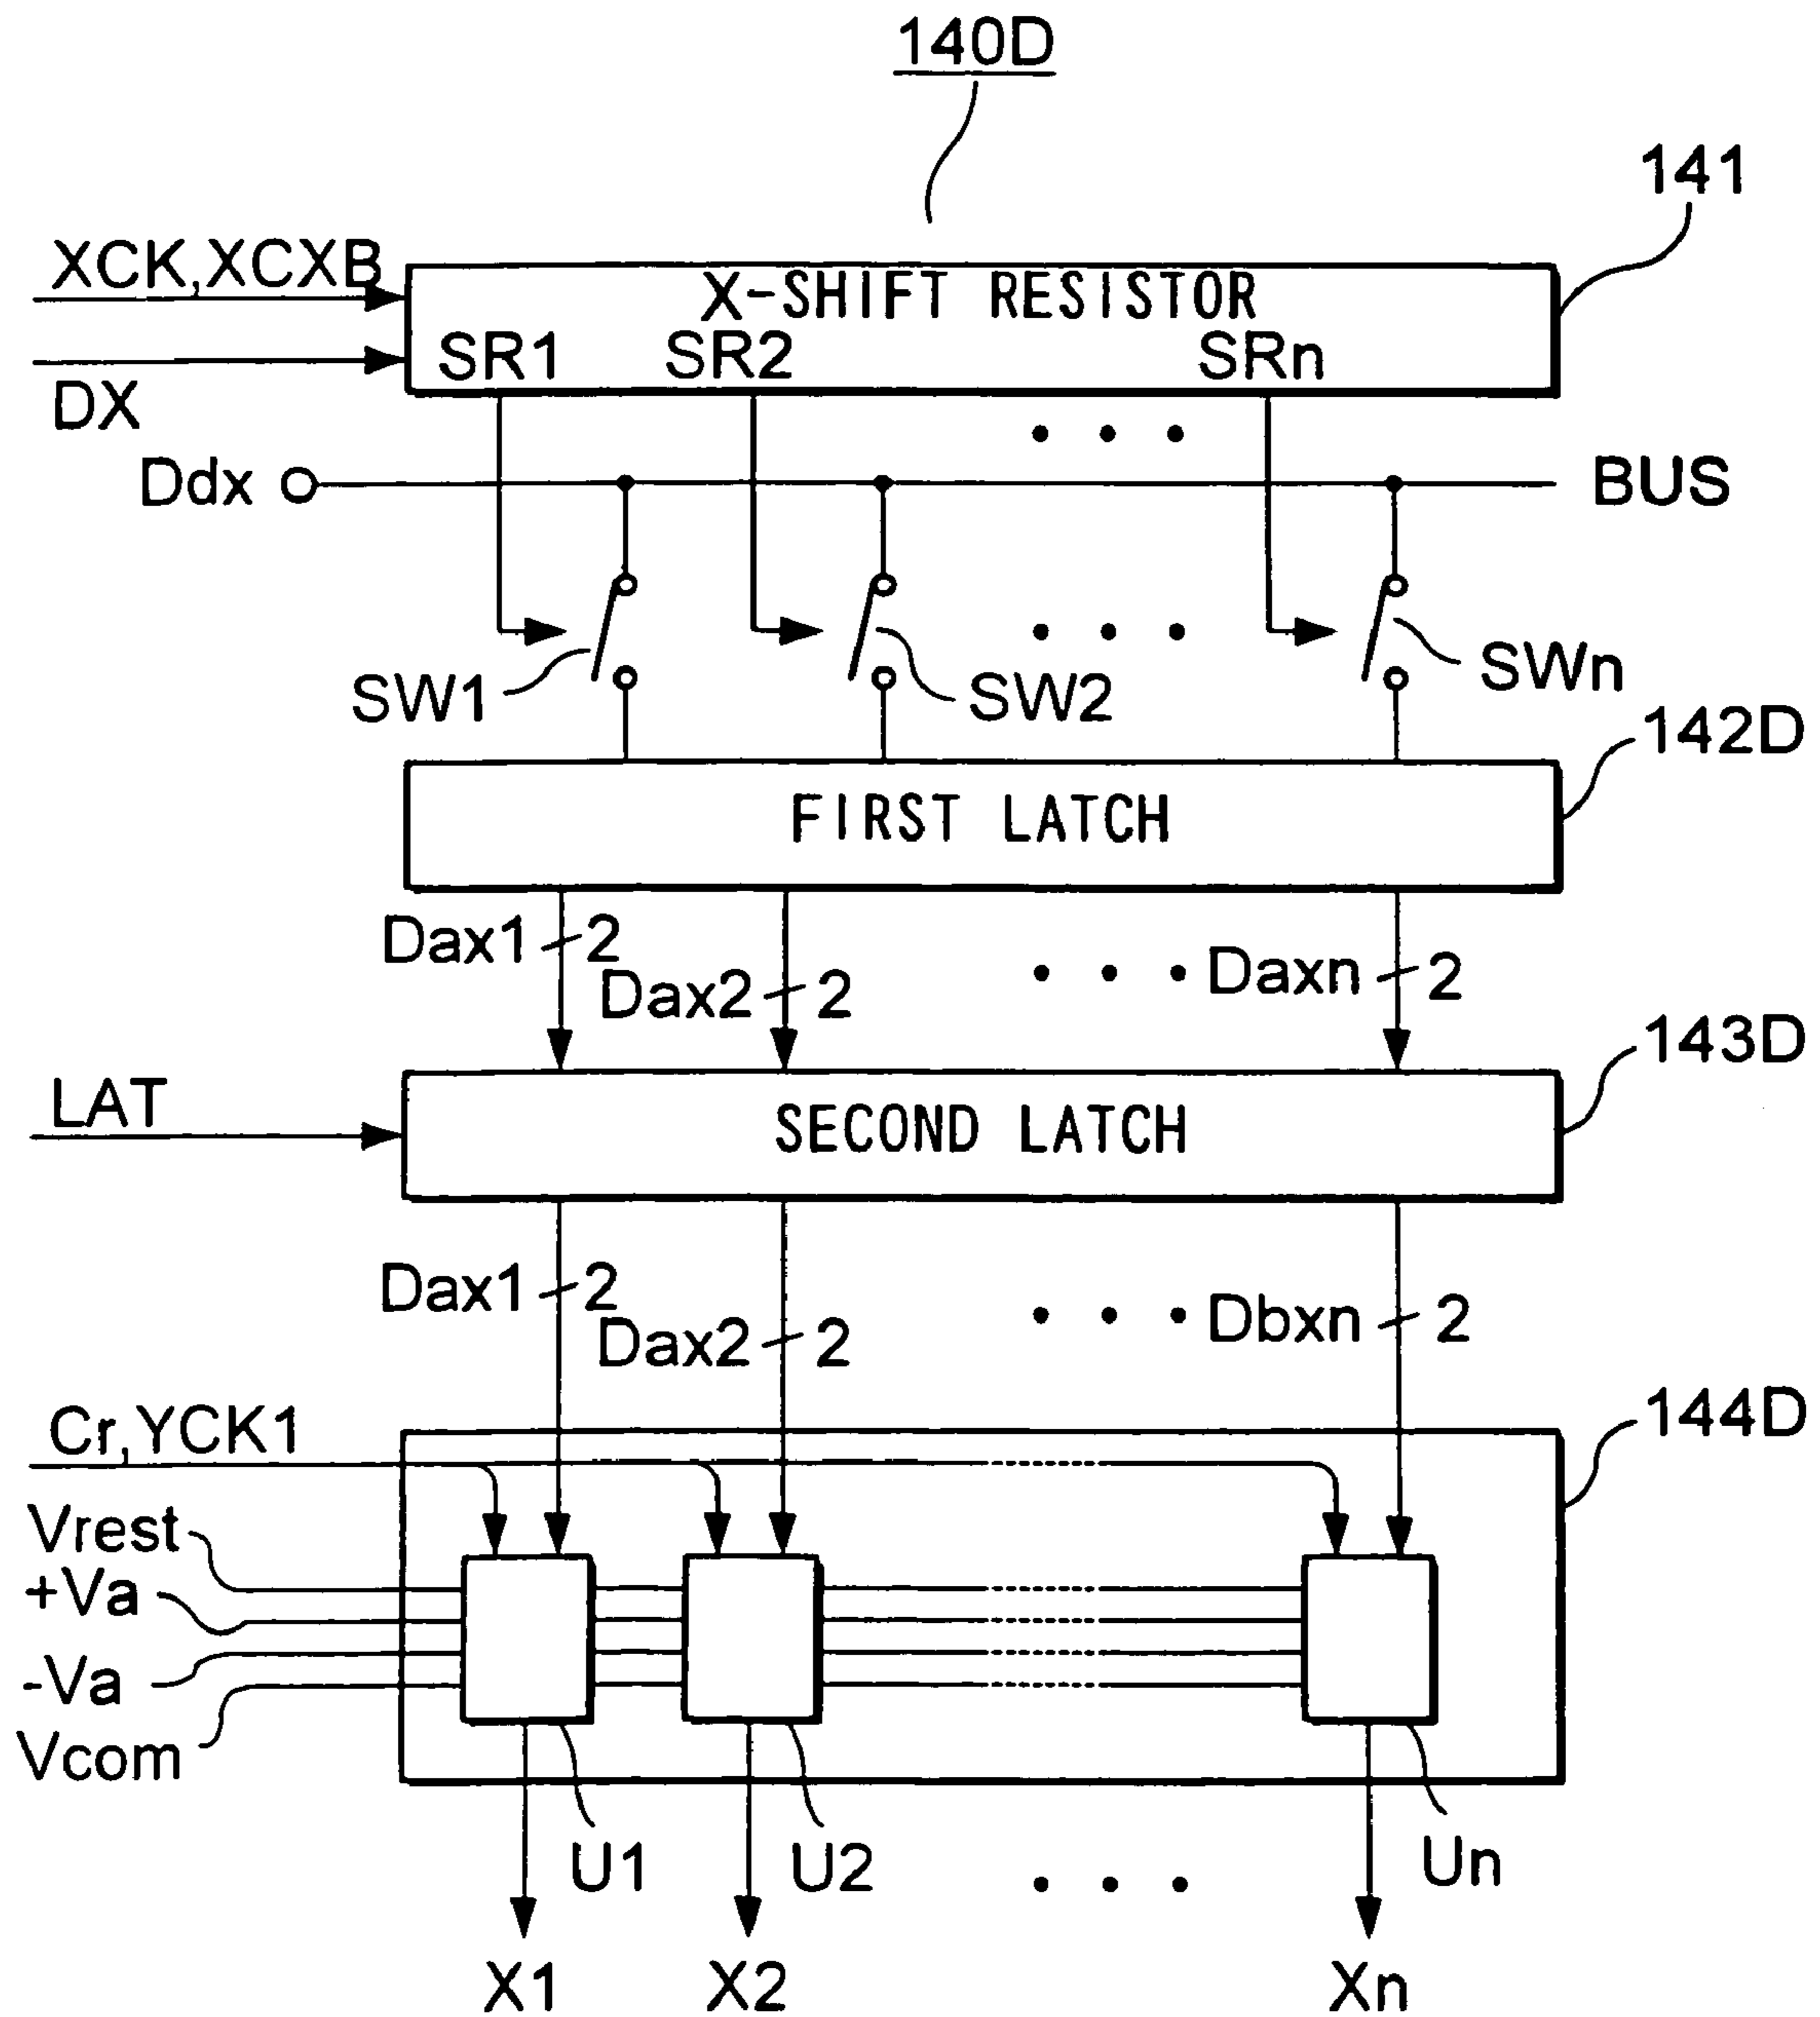 140D
141
XCK,XCXB
X-SHIFT RESISTOR
SR1 SR2 SRn
DX
Ddx BUS
SW1 SW2 SWn
142D
FIRST LATCH
Dax1 2 Dax2 2 Daxn 2
143D
LAT
SECOND LATCH
Dax1 2 Dax2 2 Dbxn 2
144D
Cr,YCK1
Vrest
+Va
-Va
Vcom
U1 U2 Un
X1 X2 Xn